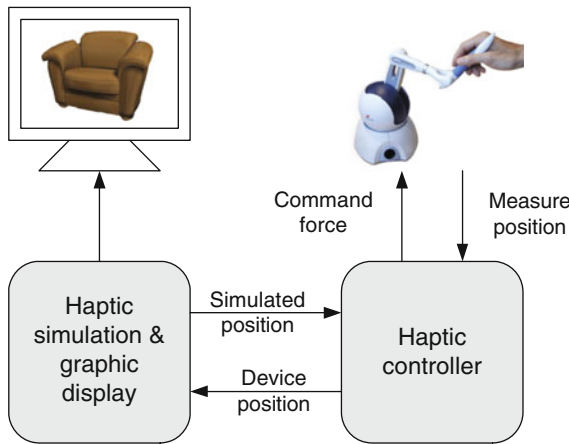 Command
force
Measure
position
Haptic
simulation &
graphic
display
Simulated
position
Device
position
Haptic
controller